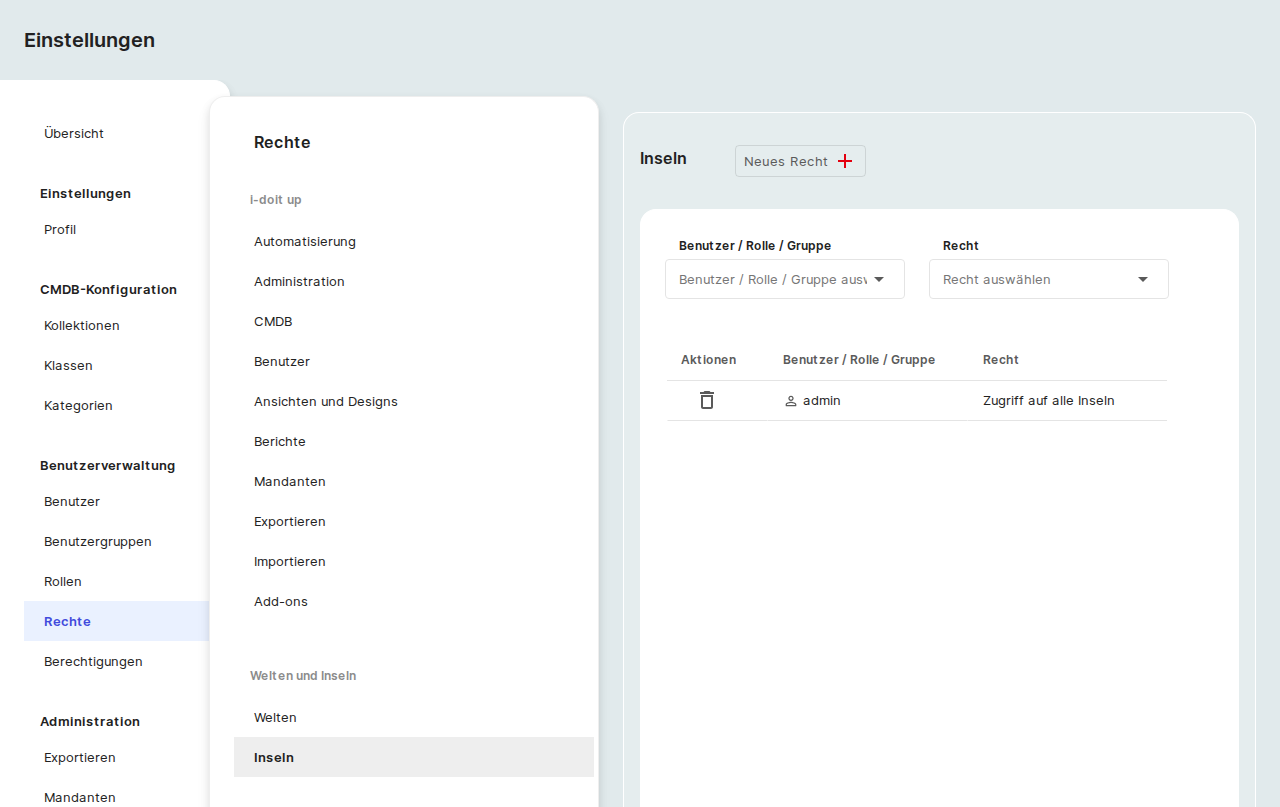 Einstellungen
Übersicht
Einstellungen
Profil
CMDB-Konfiguration
Kollektionen
Klassen
Kategorien
Benutzerverwaltung
Benutzer
Benutzergruppen
Rollen
Rechte
Berechtigungen
Administration
Exportieren
Mandanten
Rechte
i-doit up
Automatisierung
Administration
CMDB
Benutzer
Ansichten und Designs
Berichte
Mandanten
Exportieren
Importieren
Add-ons
Welten und Inseln
Welten
Inseln
Inseln
Neues Recht
Benutzer / Rolle / Gruppe
Recht
Benutzer / Rolle / Gruppe
Recht auswählen
Aktionen
Benutzer / Rolle / Gruppe
Recht
admin
Zugriff auf alle Inseln